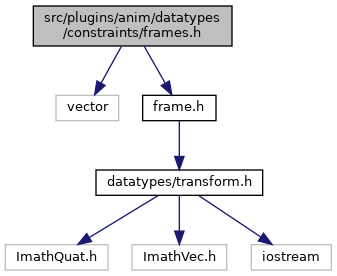 src/plugins/anim/datatypes
/constraints/frames.h
vector
frame.h
datatypes/transform.h
ImathQuat.h
ImathVec.h
iostream